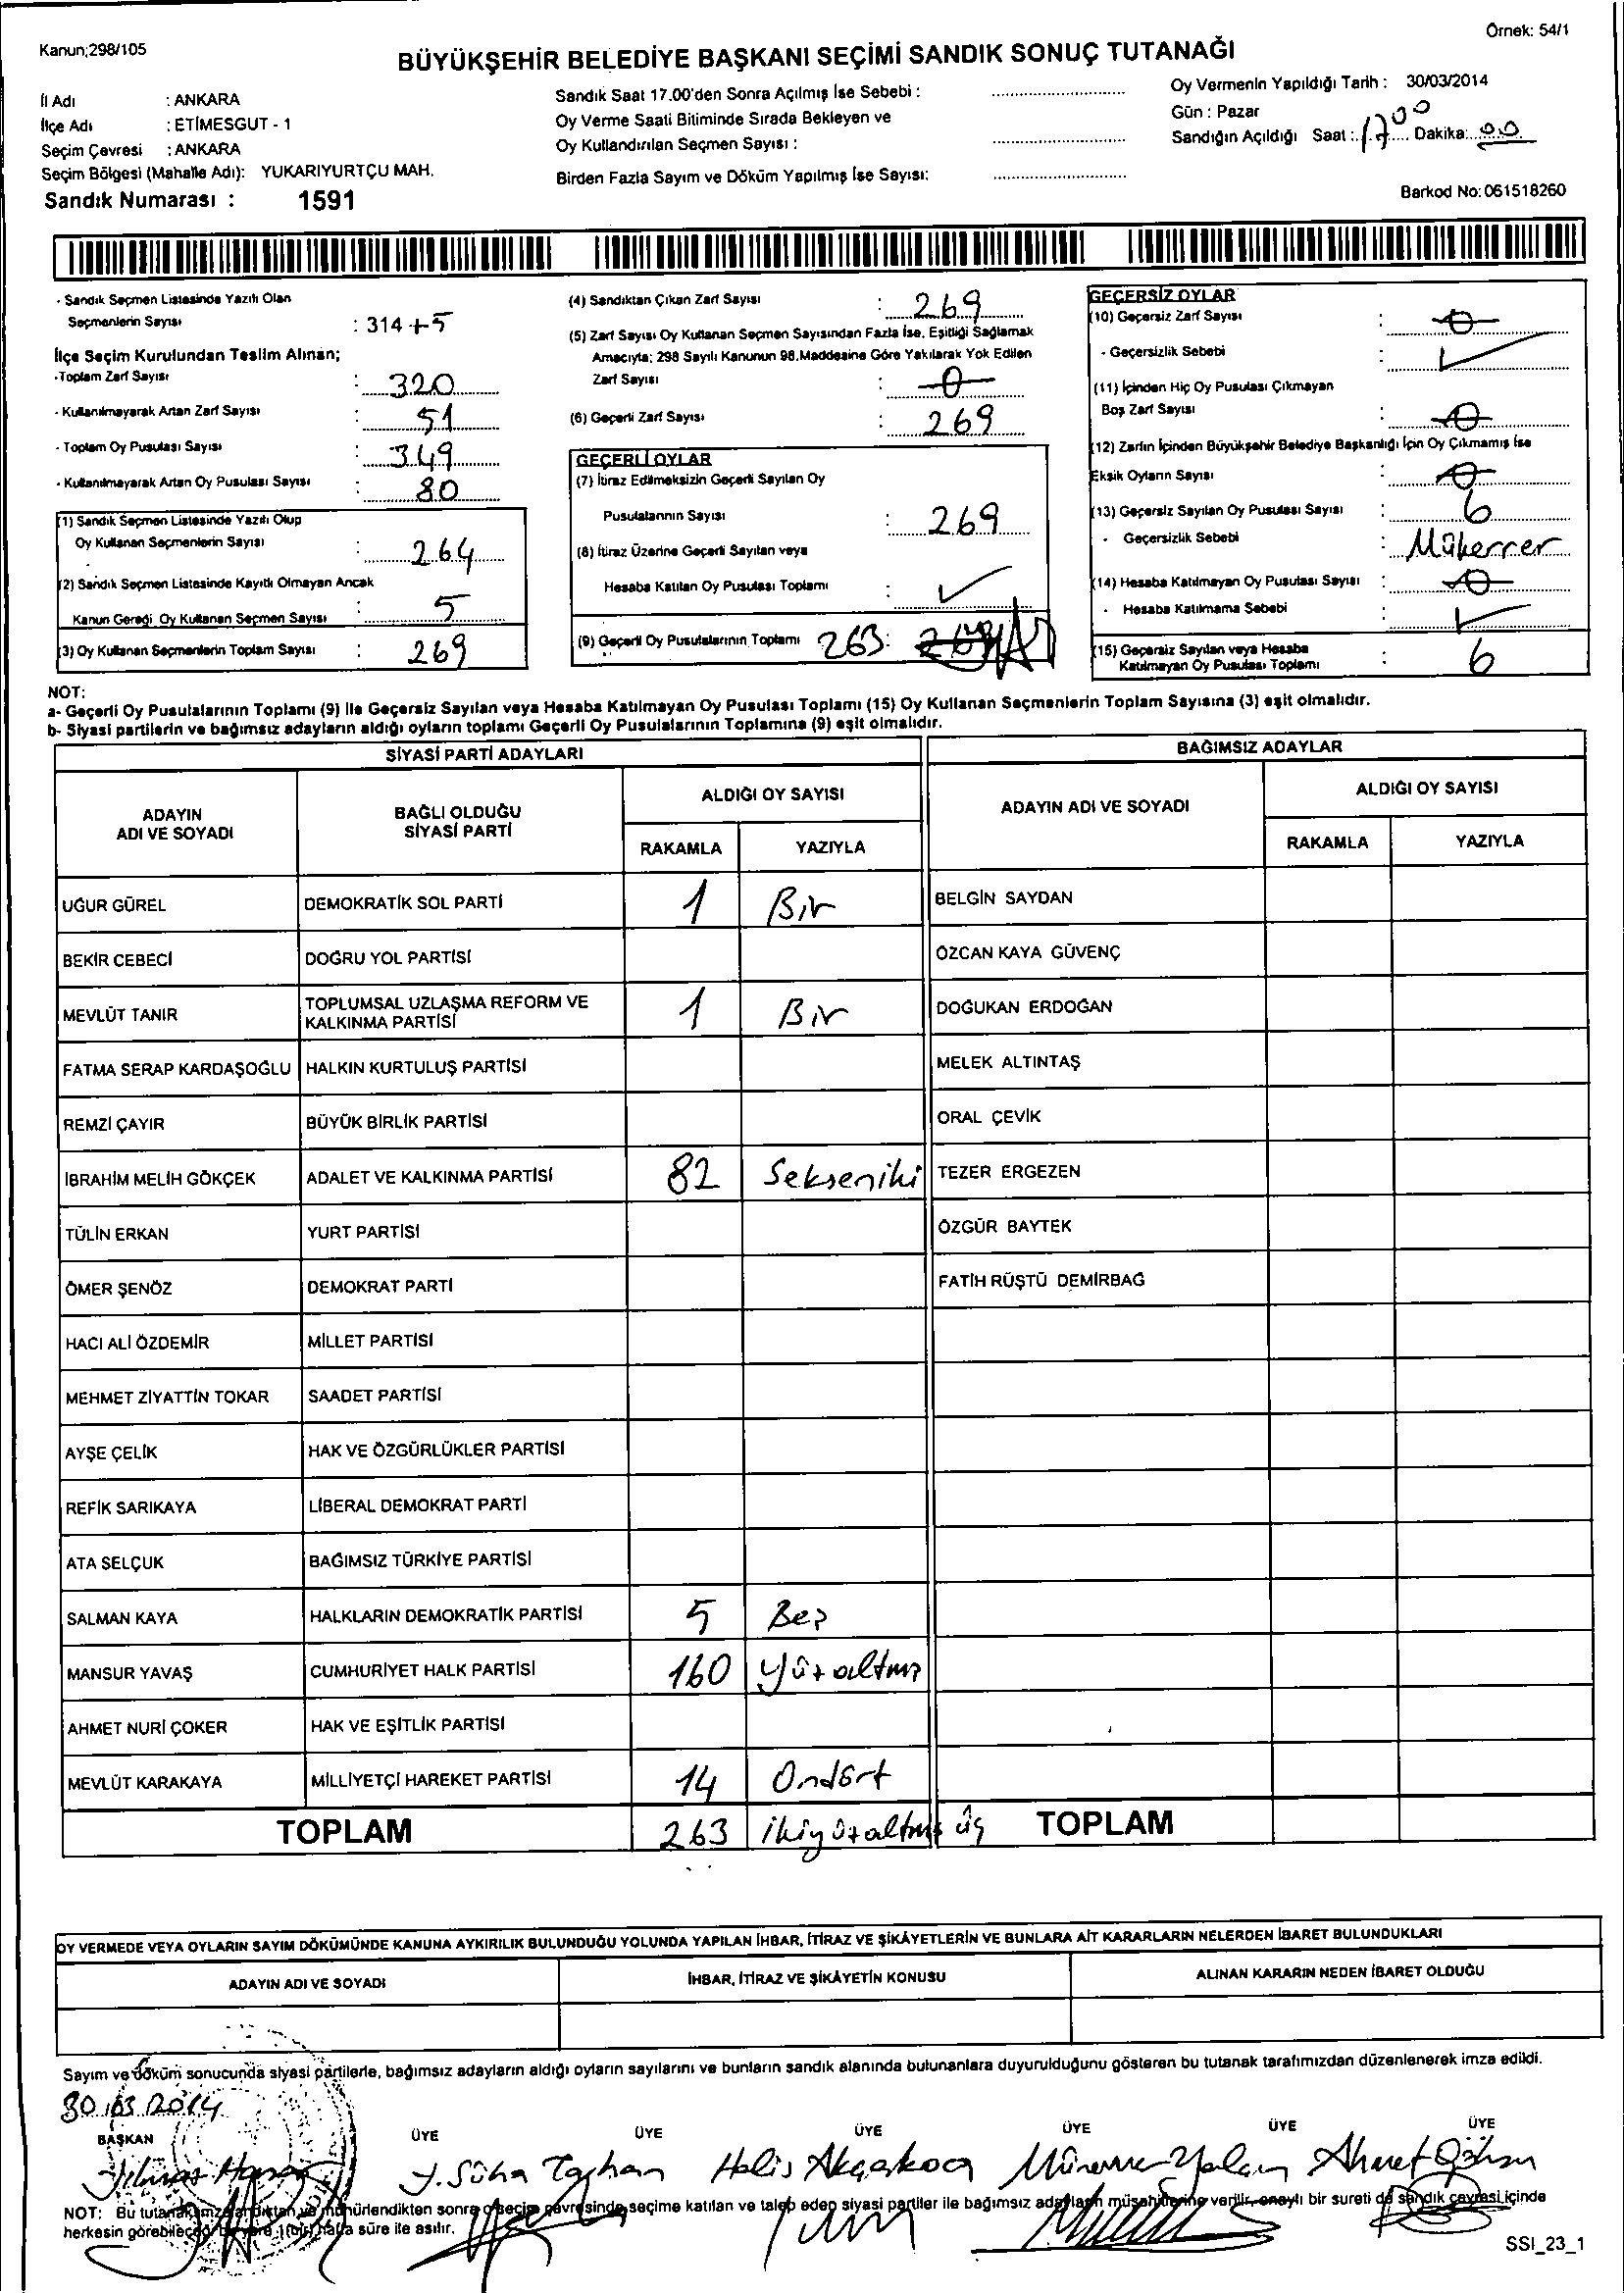 Kanun;298/105
Örnek: 54/1
BÜYÜKŞEHİR BELEDİYE BAŞKANI SEÇİMİ SANDIK SONUÇ TUTANAĞI
İl Adı : ANKARA
İlçe Adı : ETİMESGUT - 1
Seçim Çevresi : ANKARA
Seçim Bölgesi (Mahalle Adı): YUKARIYURTÇU MAH.
Sandık Numarası : 1591
Sandık Saat 17.00'den Sonra Açılmış İse Sebebi :
Oy Verme Saati Bitiminde Sırada Bekleyen ve
Oy Kullandırılan Seçmen Sayısı :
Birden Fazla Sayım ve Döküm Yapılmış İse Sayısı:
Oy Vermenin Yapıldığı Tarih : 30/03/2014
Gün : Pazar
Sandığın Açıldığı Saat : 1700 Dakika: 00
Barkod No: 061518260
- Sandık Seçmen Listesinde Yazılı Olan
Seçmenlerin Sayısı : 314 +5
İlçe Seçim Kurulundan Teslim Alınan;
-Toplam Zarf Sayısı : 320
- Kullanılmayarak Artan Zarf Sayısı : 51
- Toplam Oy Pusulası Sayısı : 349
- Kullanılmayarak Artan Oy Pusulası Sayısı : 80
(1) Sandık Seçmen Listesinde Yazılı Olup
Oy Kullanan Seçmenlerin Sayısı : 264
(2) Sandık Seçmen Listesinde Kayıtlı Olmayan Ancak
Kanun Gereği Oy Kullanan Seçmen Sayısı : 5
(3) Oy Kullanan Seçmenlerin Toplam Sayısı : 269
(4) Sandıktan Çıkan Zarf Sayısı : 269
(5) Zarf Sayısı Oy Kullanan Seçmen Sayısından Fazla İse, Eşitliği Sağlamak
Amacıyla; 298 Sayılı Kanunun 98.Maddesine Göre Yakılarak Yok Edilen
Zarf Sayısı : 0
(6) Geçerli Zarf Sayısı : 269
GEÇERLİ OYLAR
(7) İtiraz Edilmeksizin Geçerli Sayılan Oy
Pusulalarının Sayısı : 269
(8) İtiraz Üzerine Geçerli Sayılan veya
Hesaba Katılan Oy Pusulası Toplamı :
(9) Geçerli Oy Pusulalarının Toplamı 263 : 269
GEÇERSİZ OYLAR
(10) Geçersiz Zarf Sayısı : 0
- Geçersizlik Sebebi :
(11) İçinden Hiç Oy Pusulası Çıkmayan
Boş Zarf Sayısı : 0
(12) Zarfın İçinden Büyükşehir Belediye Başkanlığı İçin Oy Çıkmamış İse
Eksik Oyların Sayısı : 0
(13) Geçersiz Sayılan Oy Pusulası Sayısı : 6
- Geçersizlik Sebebi : Mükerrer
(14) Hesaba Katılmayan Oy Pusulası Sayısı : 0
- Hesaba Katılmama Sebebi :
(15) Geçersiz Sayılan veya Hesaba
Katılmayan Oy Pusulası Toplamı : 6
NOT:
a- Geçerli Oy Pusulalarının Toplamı (9) İle Geçersiz Sayılan veya Hesaba Katılmayan Oy Pusulası Toplamı (15) Oy Kullanan Seçmenlerin Toplam Sayısına (3) eşit olmalıdır.
b- Siyasi partilerin ve bağımsız adayların aldığı oyların toplamı Geçerli Oy Pusulalarının Toplamına (9) eşit olmalıdır.
SİYASİ PARTİ ADAYLARI
BAĞIMSIZ ADAYLAR
ADAYIN ADI VE SOYADI
BAĞLI OLDUĞU SİYASİ PARTİ
ALDIĞI OY SAYISI
RAKAMLA YAZIYLA
ADAYIN ADI VE SOYADI
ALDIĞI OY SAYISI
RAKAMLA YAZIYLA
UĞUR GÜREL DEMOKRATİK SOL PARTİ 1 Bir BELGİN SAYDAN
BEKİR CEBECİ DOĞRU YOL PARTİSİ ÖZCAN KAYA GÜVENÇ
MEVLÜT TANIR TOPLUMSAL UZLAŞMA REFORM VE KALKINMA PARTİSİ 1 Bir DOĞUKAN ERDOĞAN
FATMA SERAP KARDAŞOĞLU HALKIN KURTULUŞ PARTİSİ MELEK ALTINTAŞ
REMZİ ÇAYIR BÜYÜK BİRLİK PARTİSİ ORAL ÇEVİK
İBRAHİM MELİH GÖKÇEK ADALET VE KALKINMA PARTİSİ 82 Sekseniki TEZER ERGEZEN
TÜLİN ERKAN YURT PARTİSİ ÖZGÜR BAYTEK
ÖMER ŞENÖZ DEMOKRAT PARTİ FATİH RÜŞTÜ DEMİRBAĞ
HACI ALİ ÖZDEMİR MİLLET PARTİSİ
MEHMET ZİYATTİN TOKAR SAADET PARTİSİ
AYŞE ÇELİK HAK VE ÖZGÜRLÜKLER PARTİSİ
REFİK SARIKAYA LİBERAL DEMOKRAT PARTİ
ATA SELÇUK BAĞIMSIZ TÜRKİYE PARTİSİ
SALMAN KAYA HALKLARIN DEMOKRATİK PARTİSİ 5 Beş
MANSUR YAVAŞ CUMHURİYET HALK PARTİSİ 160 Yüzaltmış
AHMET NURİ ÇOKER HAK VE EŞİTLİK PARTİSİ
MEVLÜT KARAKAYA MİLLİYETÇİ HAREKET PARTİSİ 14 Ondört
TOPLAM 263 ikiyüzaltmış üç TOPLAM
OY VERMEDE VEYA OYLARIN SAYIM DÖKÜMÜNDE KANUNA AYKIRILIK BULUNDUĞU YOLUNDA YAPILAN İHBAR, İTİRAZ VE ŞİKÂYETLERİN VE BUNLARA AİT KARARLARIN NELERDEN İBARET BULUNDUKLARI
ADAYIN ADI VE SOYADI İHBAR, İTİRAZ VE ŞİKÂYETİN KONUSU ALINAN KARARIN NEDEN İBARET OLDUĞU
Sayım ve döküm sonucunda siyasi partilerle, bağımsız adayların aldığı oyların sayılarını ve bunların sandık alanında bulunanlara duyurulduğunu gösteren bu tutanak tarafımızdan düzenlenerek imza edildi.
30.03.2014
BAŞKAN ÜYE ÜYE ÜYE ÜYE ÜYE ÜYE
Y. Süha Taşhan Halis Akçakoca Münevver Yalçın Ahmet Gökhan
NOT: Bu tutanak imzalandıktan ve mühürlendikten sonra o seçim çevresinde seçime katılan ve talep eden siyasi partiler ile bağımsız adayların müşahitlerine verilir, onaylı bir sureti de sandık çevresi içinde
herkesin görebileceği bir yere 1 (bir) hafta süre ile asılır.
SSI_23_1